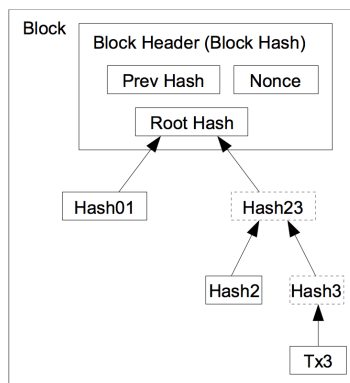 Block
Block Header (Block Hash)
Prev Hash
Nonce
Root Hash
Hash01
Hash23
Hash2
Hash3
Tx3